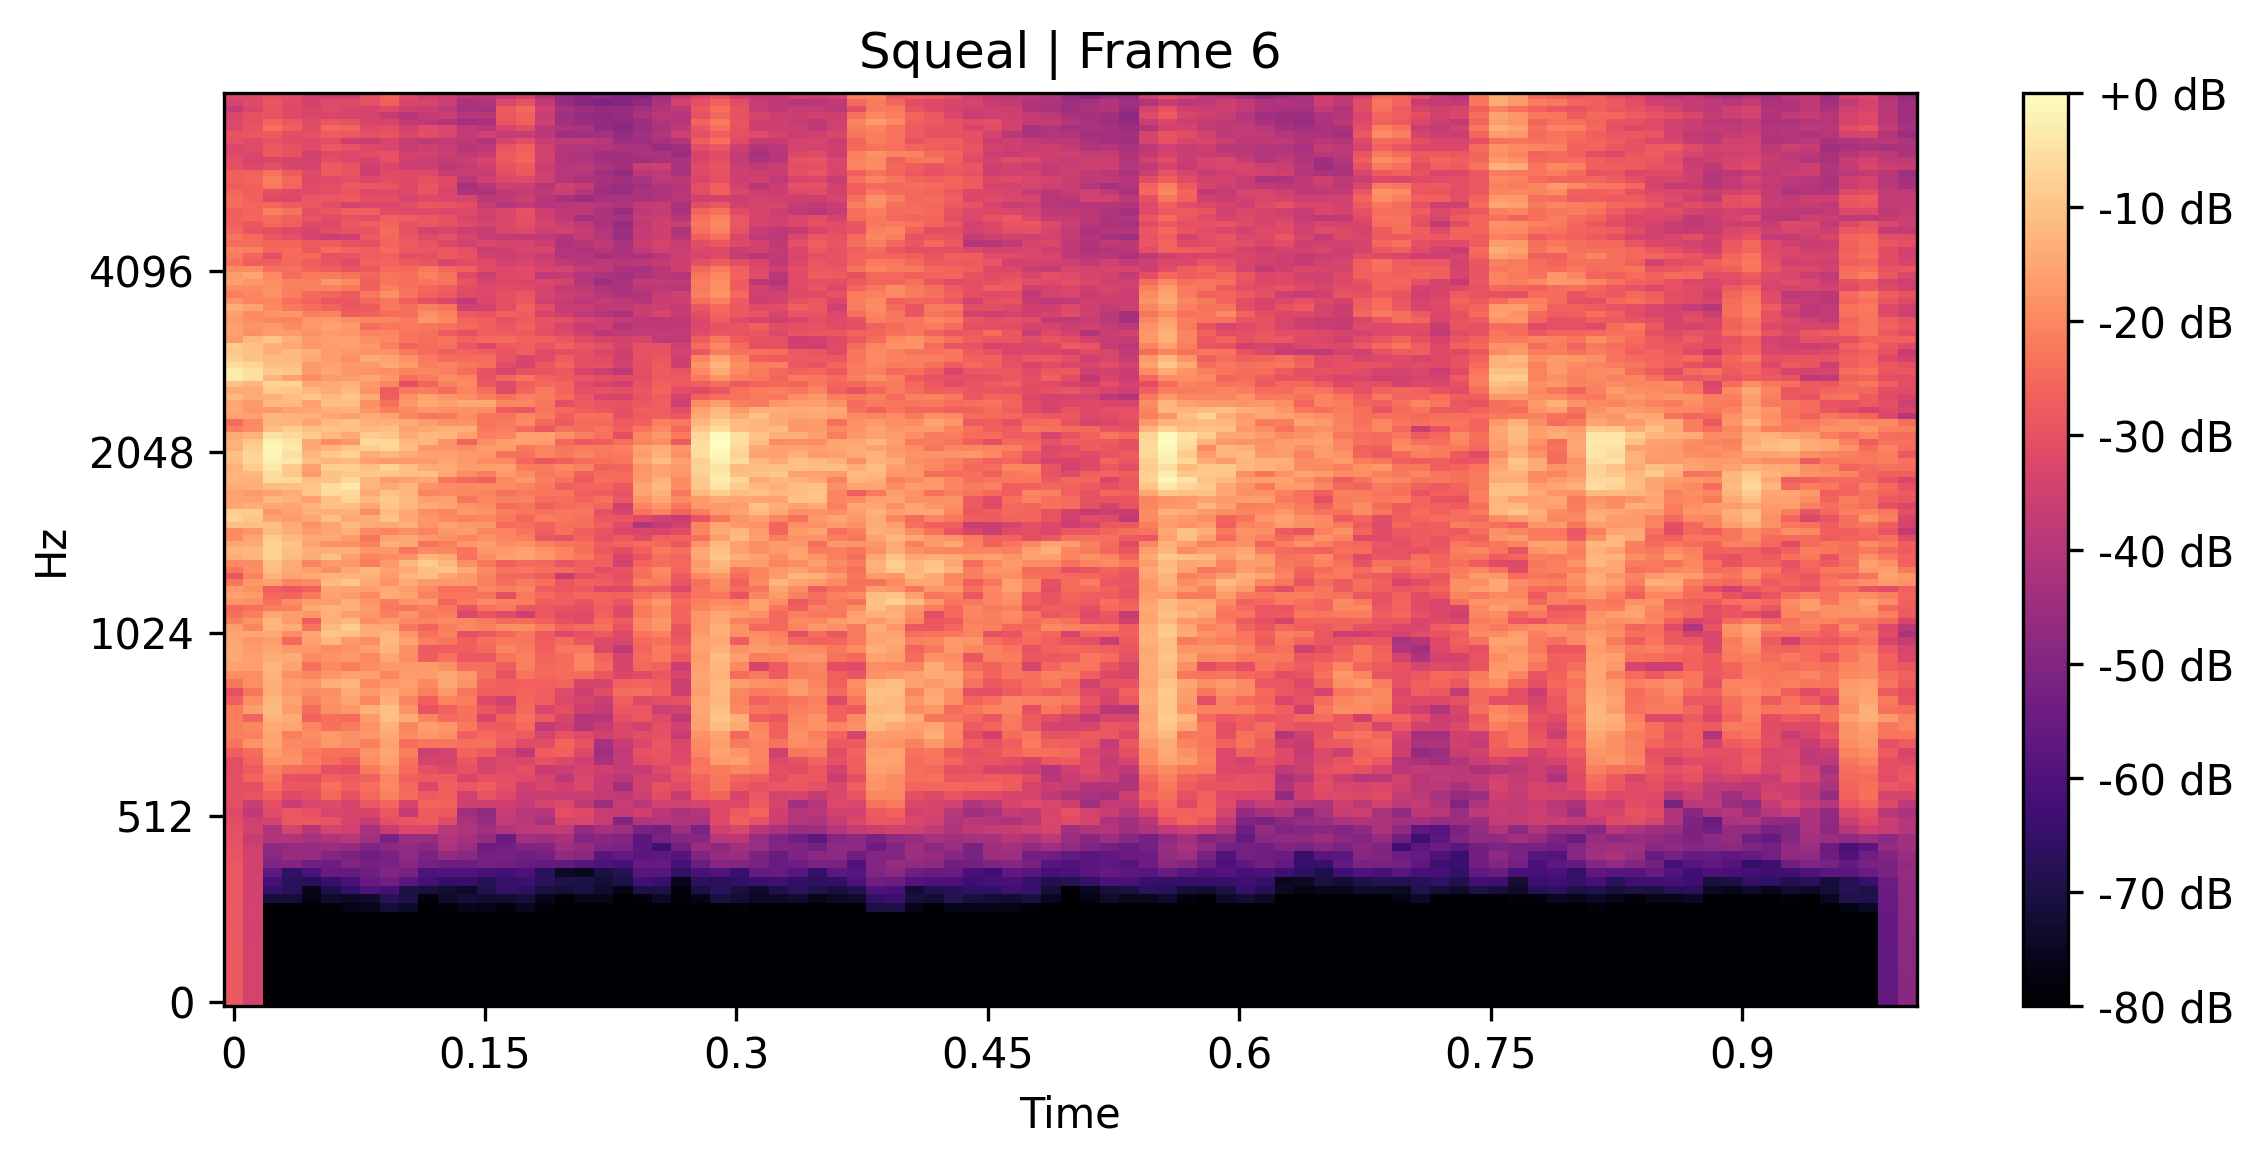 Squeal | Frame 6
+0 dB
-10 dB
-20 dB
-30 dB
-40 dB
-50 dB
-60 dB
-70 dB
-80 dB
Hz
4096
2048
1024
512
0
0 0.15 0.3 0.45 0.6 0.75 0.9
Time